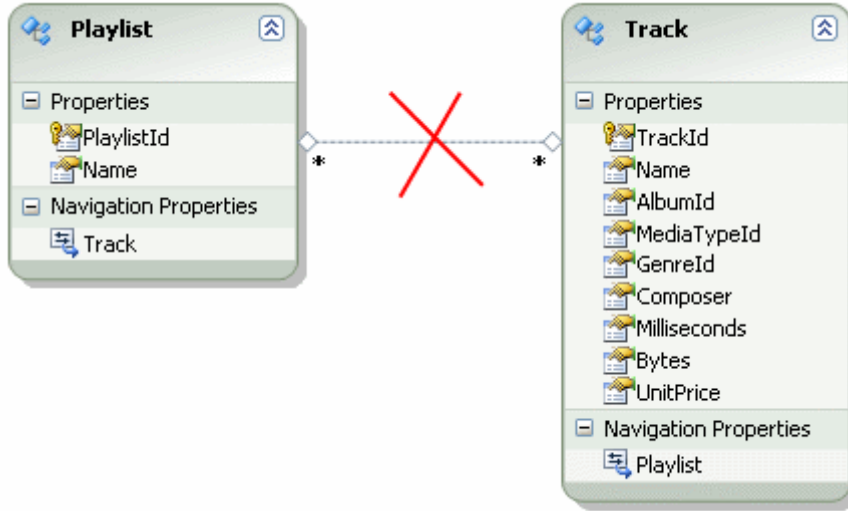 Playlist
Properties
PlaylistId
Name
Navigation Properties
Track
*
*
Track
Properties
TrackId
Name
AlbumId
MediaTypeId
GenreId
Composer
Milliseconds
Bytes
UnitPrice
Navigation Properties
Playlist